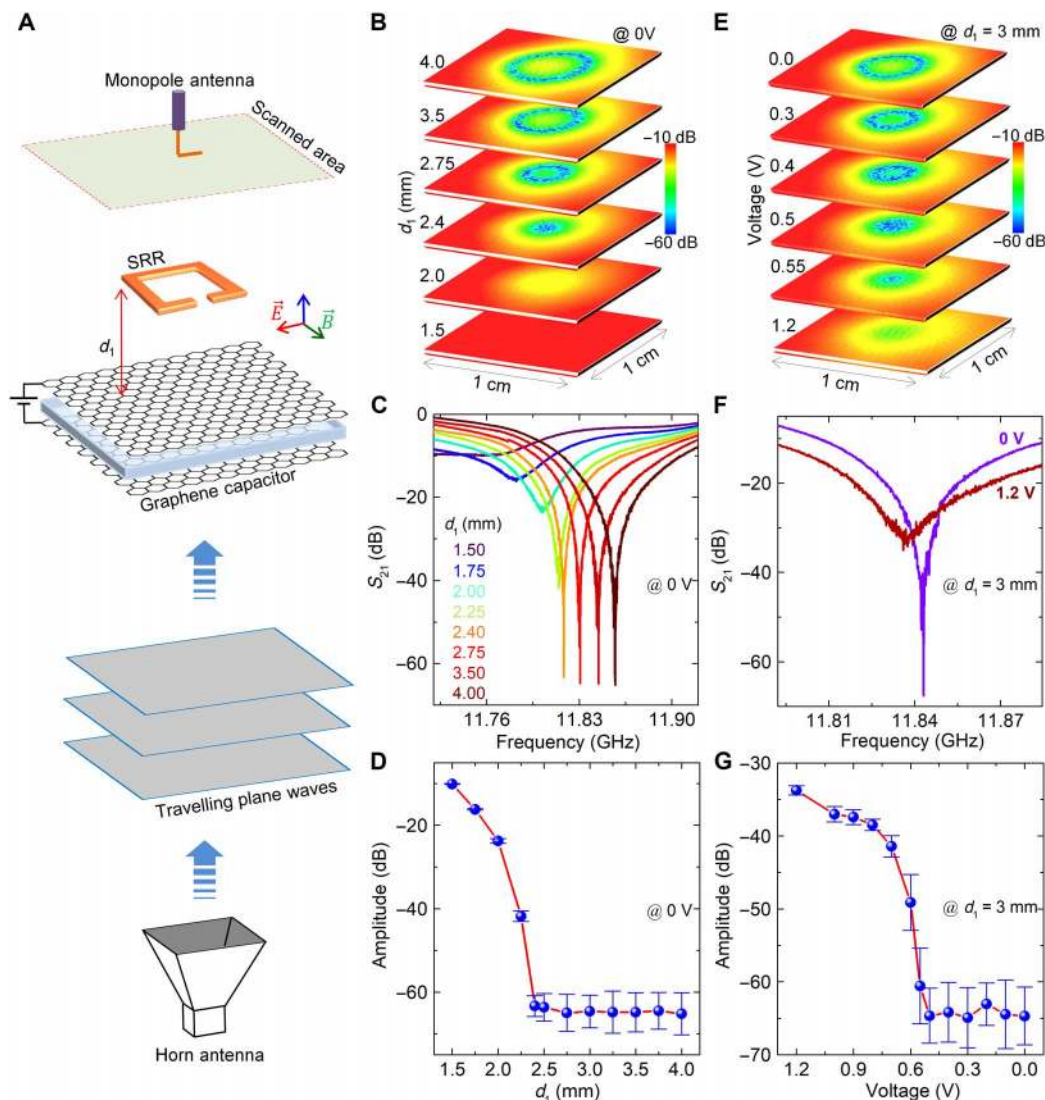 A
Monopole antenna
Scanned area
SRR
d₁
E⃗
B⃗
Graphene capacitor
Travelling plane waves
Horn antenna
B
@ 0V
4.0
3.5
2.75
2.4
2.0
1.5
d₁ (mm)
−10 dB
−60 dB
1 cm
1 cm
E
@ d₁ = 3 mm
0.0
0.3
0.4
0.5
0.55
1.2
Voltage (V)
−10 dB
−60 dB
1 cm
1 cm
C
0
−20
−40
−60
S₂₁ (dB)
d₁ (mm)
1.50
1.75
2.00
2.25
2.40
2.75
3.50
4.00
@ 0 V
11.76 11.83 11.90
Frequency (GHz)
F
0 V
1.2 V
−20
−40
−60
S₂₁ (dB)
@ d₁ = 3 mm
11.81 11.84 11.87
Frequency (GHz)
D
−20
−40
−60
Amplitude (dB)
@ 0 V
1.5 2.0 2.5 3.0 3.5 4.0
d₁ (mm)
G
−30
−40
−50
−60
−70
Amplitude (dB)
@ d₁ = 3 mm
1.2 0.9 0.6 0.3 0.0
Voltage (V)